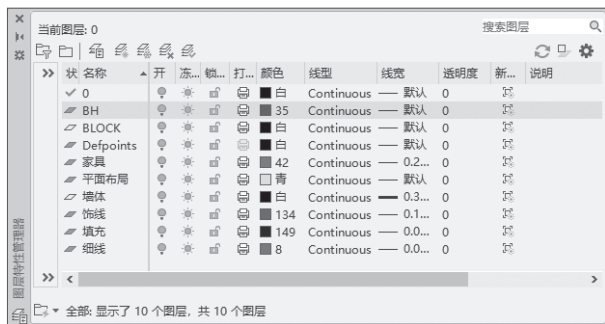 当前图层: 0
搜索图层
状 名称 开 冻... 锁... 打... 颜色 线型 线宽 透明度 新... 说明
0 白 Continuous 默认 0
BH 35 Continuous 默认 0
BLOCK 白 Continuous 默认 0
Defpoints 白 Continuous 默认 0
家具 42 Continuous 0.2... 0
平面布局 青 Continuous 默认 0
墙体 白 Continuous 0.3... 0
饰线 134 Continuous 0.1... 0
填充 149 Continuous 0.0... 0
细线 8 Continuous 0.0... 0
全部: 显示了 10 个图层，共 10 个图层
图层特性管理器